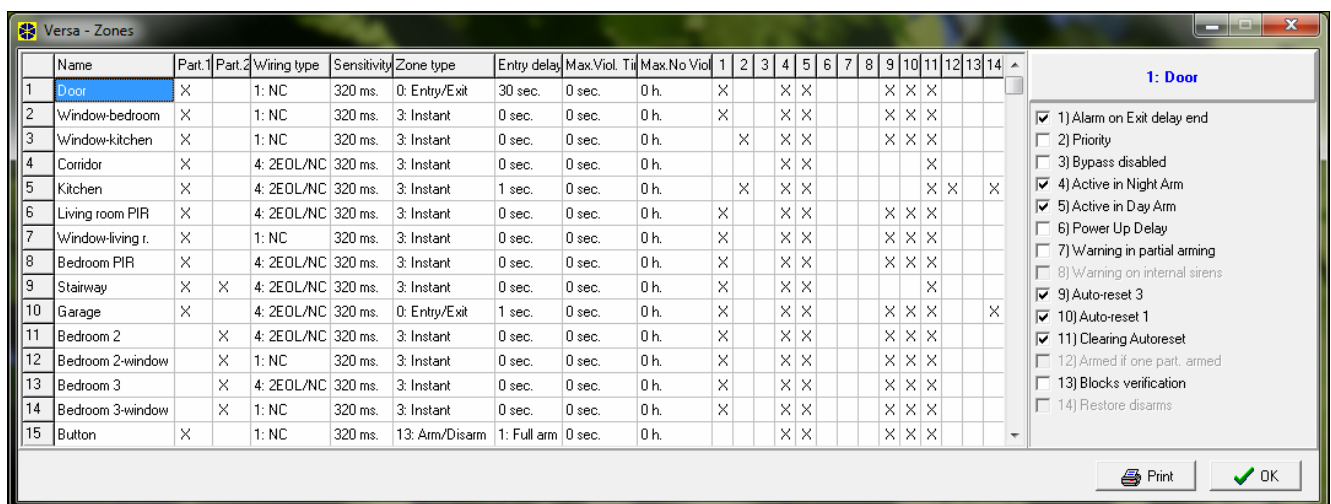 Versa - Zones
Name Part.1 Part.2 Wiring type Sensitivity Zone type Entry delay Max.Viol. Ti Max.No Viol 1 2 3 4 5 6 7 8 9 10 11 12 13 14
1 Door X 1: NC 320 ms. 0: Entry/Exit 30 sec. 0 sec. 0 h. X X X X X X
2 Window-bedroom X 1: NC 320 ms. 3: Instant 0 sec. 0 sec. 0 h. X X X X X X
3 Window-kitchen X 1: NC 320 ms. 3: Instant 0 sec. 0 sec. 0 h. X X X X X X
4 Corridor X 4: 2EOL/NC 320 ms. 3: Instant 0 sec. 0 sec. 0 h. X X X
5 Kitchen X 4: 2EOL/NC 320 ms. 3: Instant 1 sec. 0 sec. 0 h. X X X X X X
6 Living room PIR X 4: 2EOL/NC 320 ms. 3: Instant 0 sec. 0 sec. 0 h. X X X X X X
7 Window-living r. X 1: NC 320 ms. 3: Instant 0 sec. 0 sec. 0 h. X X X X X X
8 Bedroom PIR X 4: 2EOL/NC 320 ms. 3: Instant 0 sec. 0 sec. 0 h. X X X X X X
9 Stairway X X 4: 2EOL/NC 320 ms. 3: Instant 0 sec. 0 sec. 0 h. X X X X
10 Garage X 4: 2EOL/NC 320 ms. 0: Entry/Exit 1 sec. 0 sec. 0 h. X X X X X X X
11 Bedroom 2 X 4: 2EOL/NC 320 ms. 3: Instant 0 sec. 0 sec. 0 h. X X X X X X
12 Bedroom 2-window X 1: NC 320 ms. 3: Instant 0 sec. 0 sec. 0 h. X X X X X X
13 Bedroom 3 X 4: 2EOL/NC 320 ms. 3: Instant 0 sec. 0 sec. 0 h. X X X X X X
14 Bedroom 3-window X 1: NC 320 ms. 3: Instant 0 sec. 0 sec. 0 h. X X X X X X
15 Button X 1: NC 320 ms. 13: Arm/Disarm 1: Full arm 0 sec. 0 h. X X X X X
1: Door
1) Alarm on Exit delay end
2) Priority
3) Bypass disabled
4) Active in Night Arm
5) Active in Day Arm
6) Power Up Delay
7) Warning in partial arming
8) Warning on internal sirens
9) Auto-reset 3
10) Auto-reset 1
11) Clearing Autoreset
12) Armed if one part. armed
13) Blocks verification
14) Restore disarms
Print OK